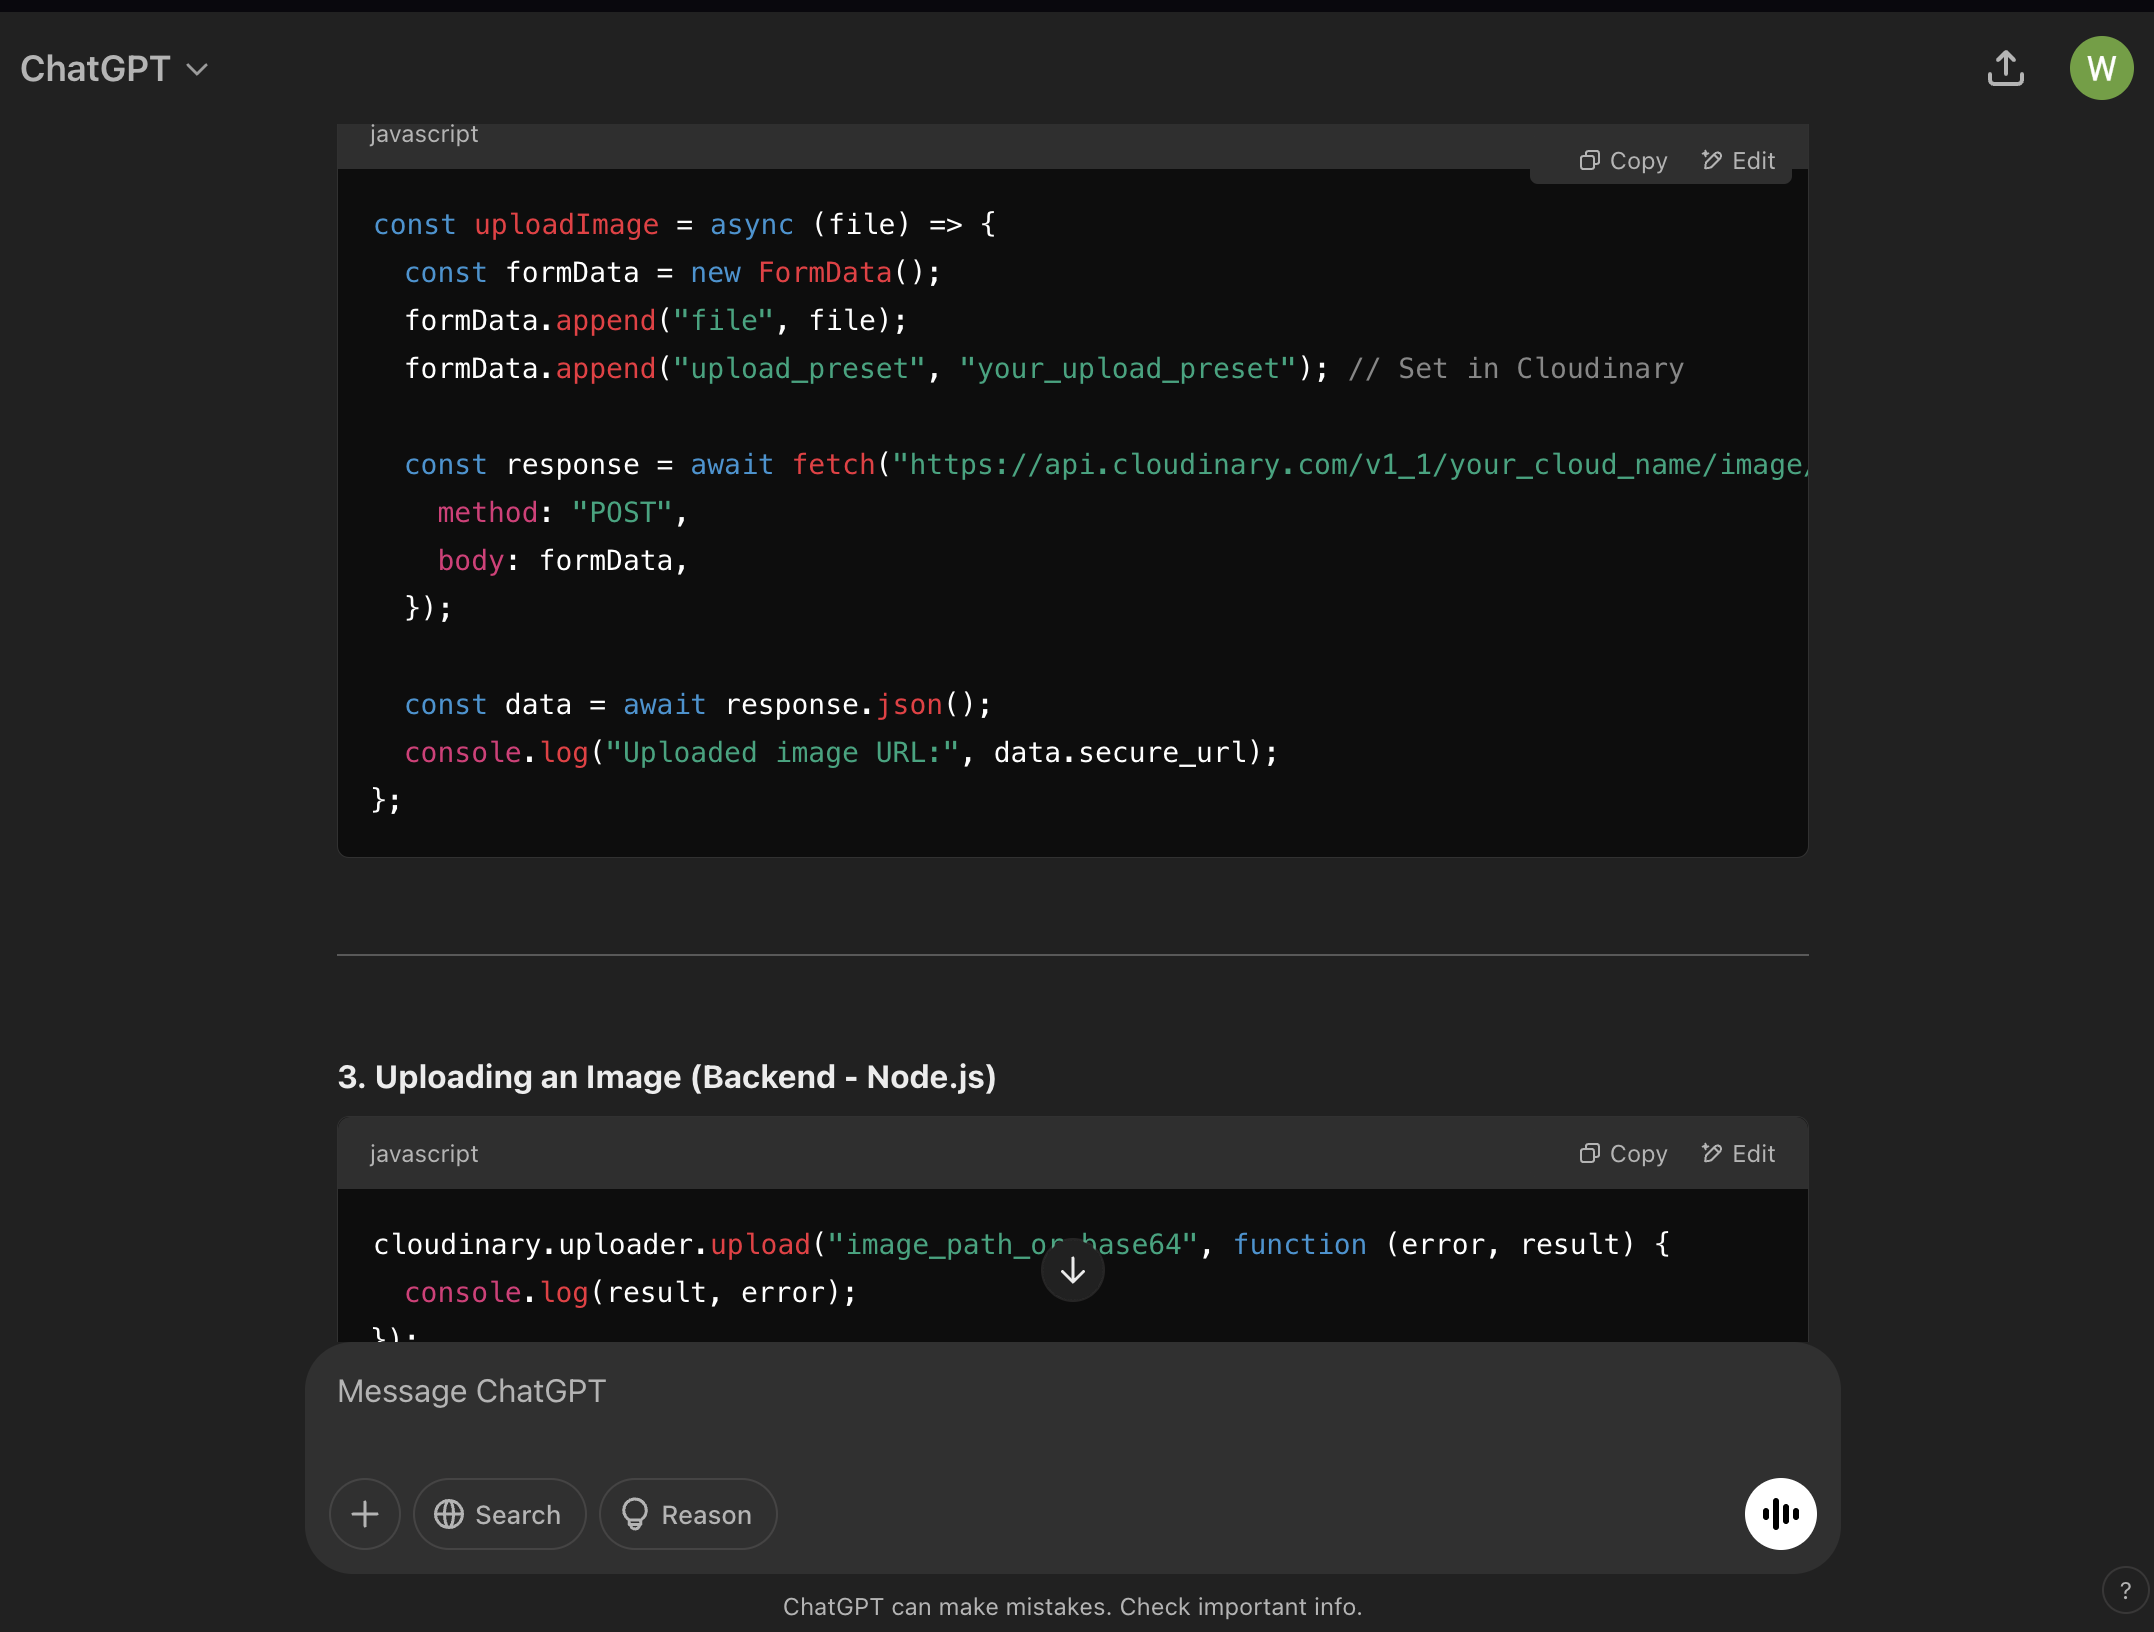 ChatGPT
W
javascript
Copy
Edit
const uploadImage = async (file) => {
  const formData = new FormData();
  formData.append("file", file);
  formData.append("upload_preset", "your_upload_preset"); // Set in Cloudinary
  const response = await fetch("https://api.cloudinary.com/v1_1/your_cloud_name/image/
    method: "POST",
    body: formData,
  });
  const data = await response.json();
  console.log("Uploaded image URL:", data.secure_url);
};
3. Uploading an Image (Backend - Node.js)
javascript
Copy
Edit
cloudinary.uploader.upload("image_path_or_base64", function (error, result) {
  console.log(result, error);
});
Message ChatGPT
Search
Reason
ChatGPT can make mistakes. Check important info.
?